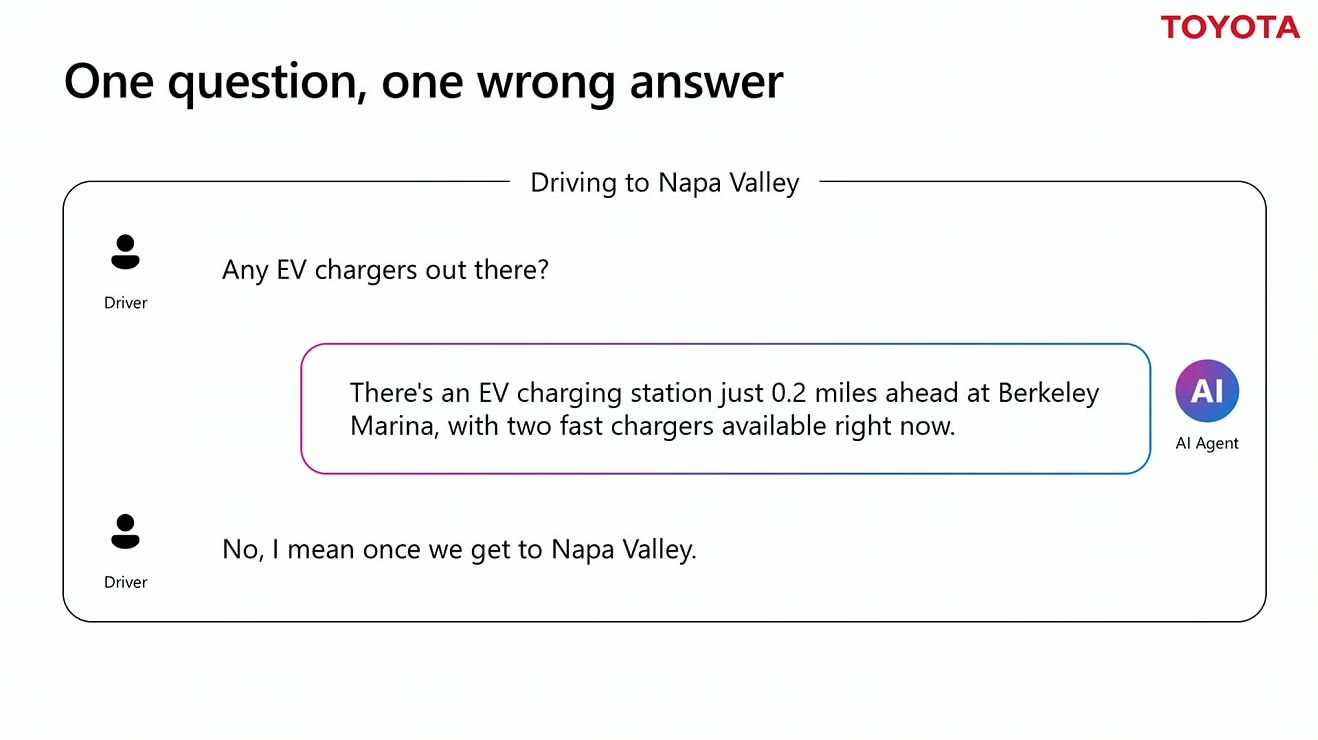 TOYOTA
One question, one wrong answer
Driving to Napa Valley
Any EV chargers out there?
Driver
There's an EV charging station just 0.2 miles ahead at Berkeley
Marina, with two fast chargers available right now.
AI
AI Agent
No, I mean once we get to Napa Valley.
Driver